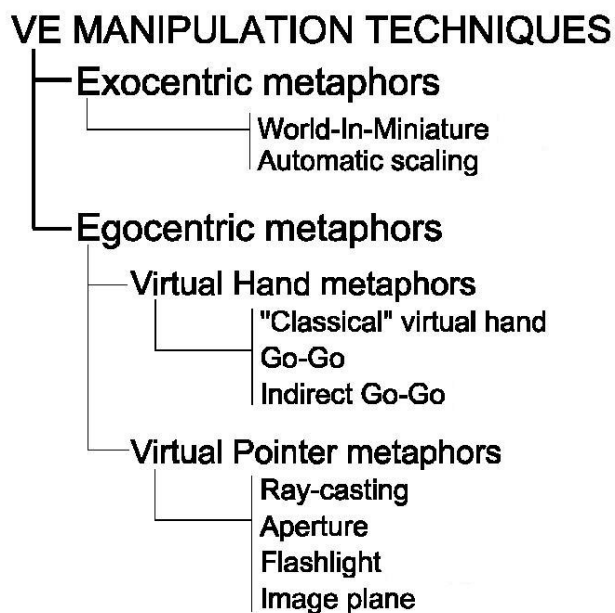 VE MANIPULATION TECHNIQUES
Exocentric metaphors
World-In-Miniature
Automatic scaling
Egocentric metaphors
Virtual Hand metaphors
"Classical" virtual hand
Go-Go
Indirect Go-Go
Virtual Pointer metaphors
Ray-casting
Aperture
Flashlight
Image plane